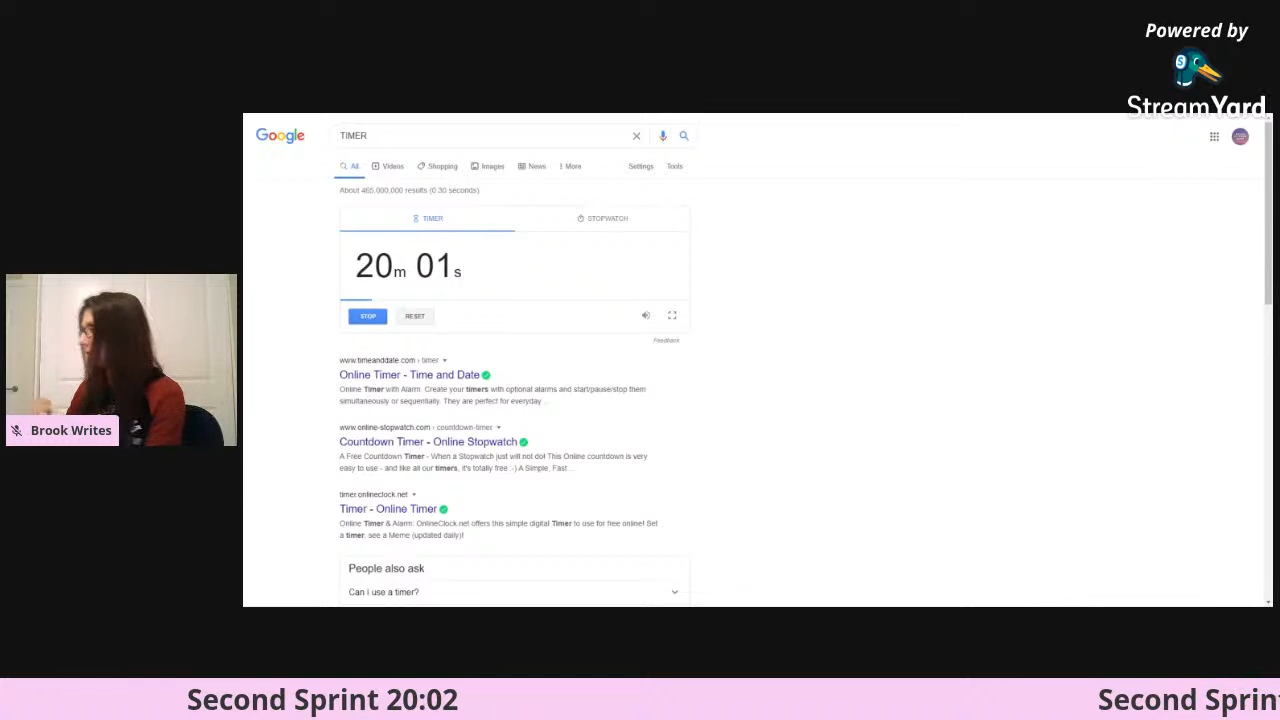 Powered by
StreamYard
Google
TIMER
All Videos Shopping Images News More Settings Tools
About 465,000,000 results (0.30 seconds)
TIMER STOPWATCH
20m 01s
STOP RESET
Feedback
www.timeanddate.com › timer
Online Timer - Time and Date
Online Timer with Alarm. Create your timers with optional alarms and start/pause/stop them
simultaneously or sequentially. They are perfect for everyday ...
www.online-stopwatch.com › countdown-timer
Countdown Timer - Online Stopwatch
A Free Countdown Timer - When a Stopwatch just will not do! This Online countdown is very
easy to use - and like all our timers, it's totally free :-) A Simple, Fast ...
timer.onlineclock.net
Timer - Online Timer
Online Timer & Alarm: OnlineClock.net offers this simple digital Timer to use for free online! Set
a timer, see a Meme (updated daily)!
People also ask
Can i use a timer?
Brook Writes
Second Sprint 20:02 Second Sprint